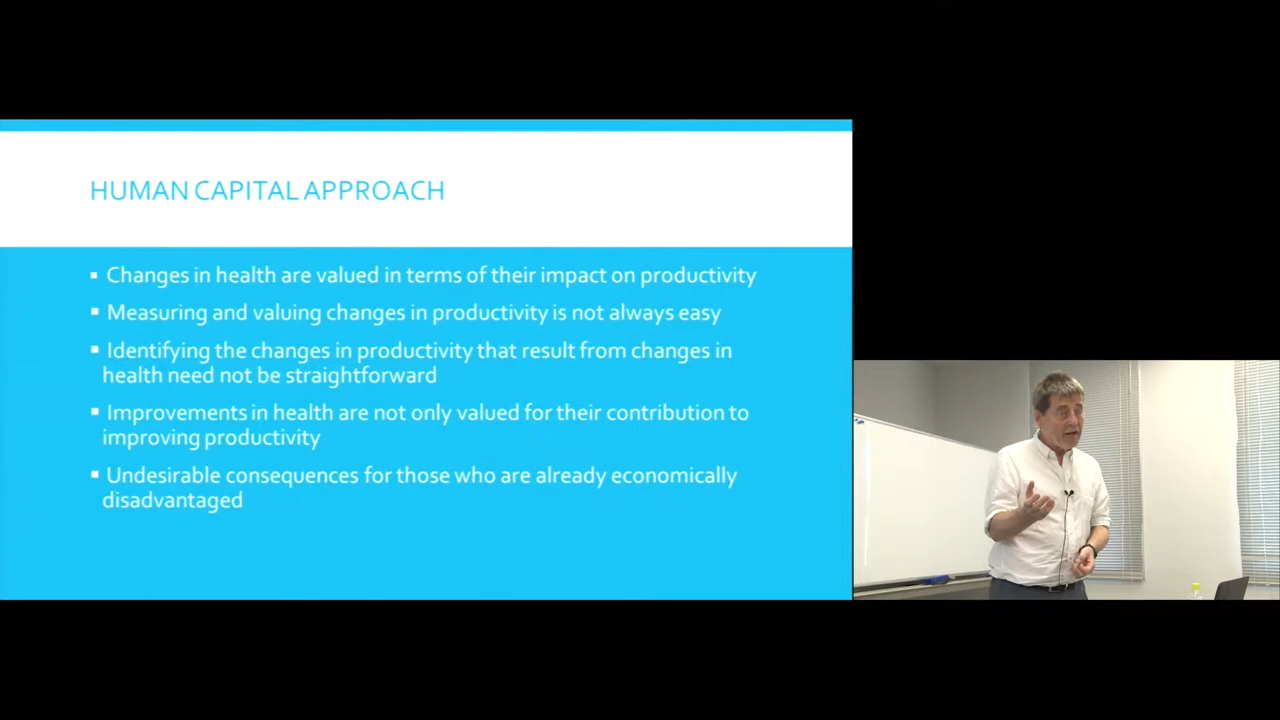 HUMAN CAPITAL APPROACH
▪ Changes in health are valued in terms of their impact on productivity
▪ Measuring and valuing changes in productivity is not always easy
▪ Identifying the changes in productivity that result from changes in
health need not be straightforward
▪ Improvements in health are not only valued for their contribution to
improving productivity
▪ Undesirable consequences for those who are already economically
disadvantaged